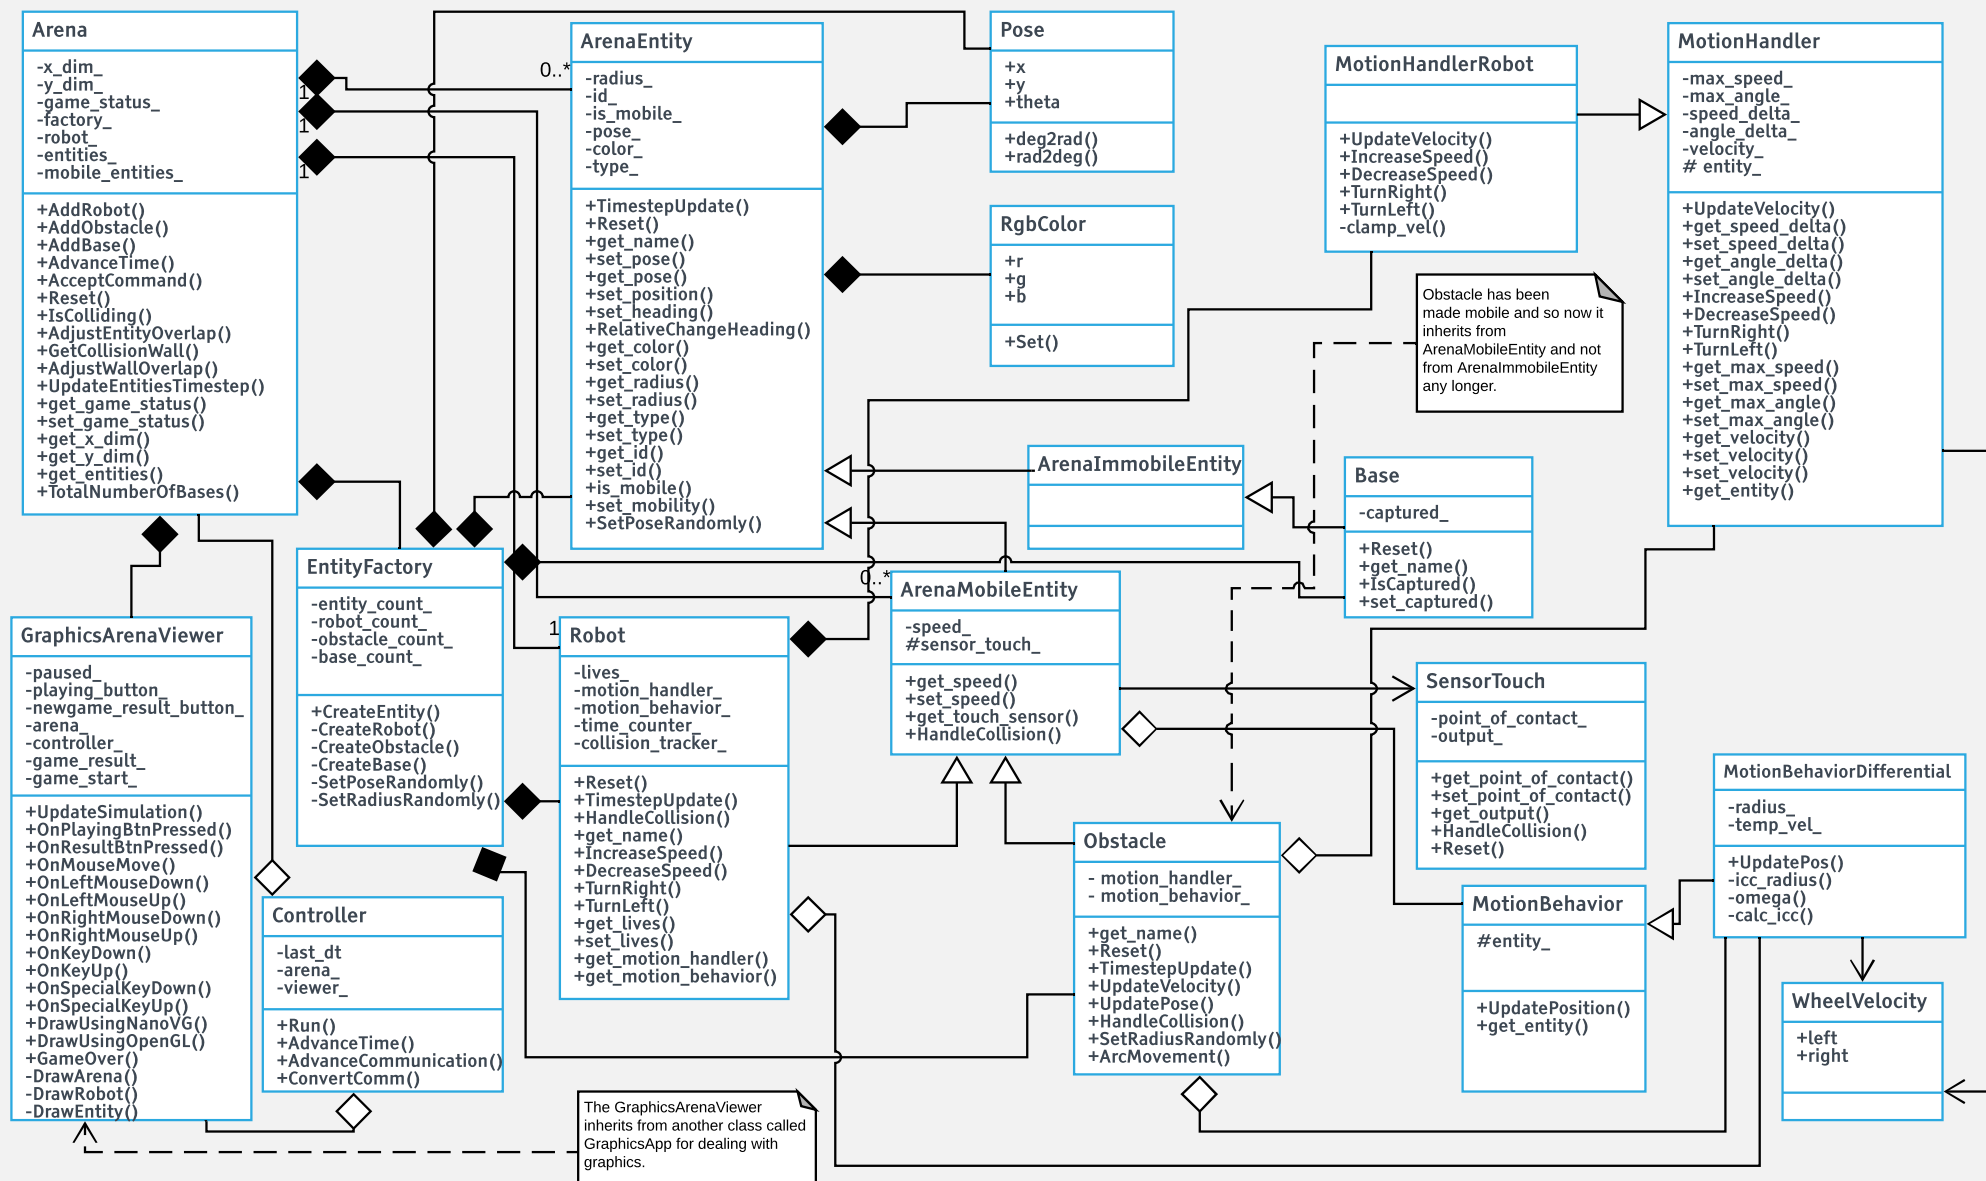 Arena
-x_dim_
-y_dim_
-game_status_
-factory_
-robot_
-entities_
-mobile_entities_
+AddRobot()
+AddObstacle()
+AddBase()
+AdvanceTime()
+AcceptCommand()
+Reset()
+IsColliding()
+AdjustEntityOverlap()
+GetCollisionWall()
+AdjustWallOverlap()
+UpdateEntitiesTimestep()
+get_game_status()
+set_game_status()
+get_x_dim()
+get_y_dim()
+get_entities()
+TotalNumberOfBases()
1
1
1
0..*
ArenaEntity
-radius_
-id_
-is_mobile_
-pose_
-color_
-type_
+TimestepUpdate()
+Reset()
+get_name()
+set_pose()
+get_pose()
+set_position()
+set_heading()
+RelativeChangeHeading()
+get_color()
+set_color()
+get_radius()
+set_radius()
+get_type()
+set_type()
+get_id()
+set_id()
+is_mobile()
+set_mobility()
+SetPoseRandomly()
Pose
+x
+y
+theta
+deg2rad()
+rad2deg()
RgbColor
+r
+g
+b
+Set()
MotionHandlerRobot
+UpdateVelocity()
+IncreaseSpeed()
+DecreaseSpeed()
+TurnRight()
+TurnLeft()
-clamp_vel()
MotionHandler
-max_speed_
-max_angle_
-speed_delta_
-angle_delta_
-velocity_
# entity_
+UpdateVelocity()
+get_speed_delta()
+set_speed_delta()
+get_angle_delta()
+set_angle_delta()
+IncreaseSpeed()
+DecreaseSpeed()
+TurnRight()
+TurnLeft()
+get_max_speed()
+set_max_speed()
+get_max_angle()
+set_max_angle()
+get_velocity()
+set_velocity()
+set_velocity()
+get_entity()
Obstacle has been
made mobile and so now it
inherits from
ArenaMobileEntity and not
from ArenaImmobileEntity
any longer.
ArenaImmobileEntity
Base
-captured_
+Reset()
+get_name()
+IsCaptured()
+set_captured()
EntityFactory
-entity_count_
-robot_count_
-obstacle_count_
-base_count_
+CreateEntity()
-CreateRobot()
-CreateObstacle()
-CreateBase()
-SetPoseRandomly()
-SetRadiusRandomly()
0..*
ArenaMobileEntity
-speed_
#sensor_touch_
+get_speed()
+set_speed()
+get_touch_sensor()
+HandleCollision()
GraphicsArenaViewer
-paused_
-playing_button_
-newgame_result_button_
-arena_
-controller_
-game_result_
-game_start_
+UpdateSimulation()
+OnPlayingBtnPressed()
+OnResultBtnPressed()
+OnMouseMove()
+OnLeftMouseDown()
+OnLeftMouseUp()
+OnRightMouseDown()
+OnRightMouseUp()
+OnKeyDown()
+OnKeyUp()
+OnSpecialKeyDown()
+OnSpecialKeyUp()
+DrawUsingNanoVG()
+DrawUsingOpenGL()
+GameOver()
-DrawArena()
-DrawRobot()
-DrawEntity()
1
Robot
-lives_
-motion_handler_
-motion_behavior_
-time_counter_
-collision_tracker_
+Reset()
+TimestepUpdate()
+HandleCollision()
+get_name()
+IncreaseSpeed()
+DecreaseSpeed()
+TurnRight()
+TurnLeft()
+get_lives()
+set_lives()
+get_motion_handler()
+get_motion_behavior()
SensorTouch
-point_of_contact_
-output_
+get_point_of_contact()
+set_point_of_contact()
+get_output()
+HandleCollision()
+Reset()
MotionBehaviorDifferential
-radius_
-temp_vel_
+UpdatePos()
-icc_radius()
-omega()
-calc_icc()
Obstacle
- motion_handler_
- motion_behavior_
+get_name()
+Reset()
+TimestepUpdate()
+UpdateVelocity()
+UpdatePose()
+HandleCollision()
+SetRadiusRandomly()
+ArcMovement()
MotionBehavior
#entity_
+UpdatePosition()
+get_entity()
Controller
-last_dt
-arena_
-viewer_
+Run()
+AdvanceTime()
+AdvanceCommunication()
+ConvertComm()
WheelVelocity
+left
+right
The GraphicsArenaViewer
inherits from another class called
GraphicsApp for dealing with
graphics.